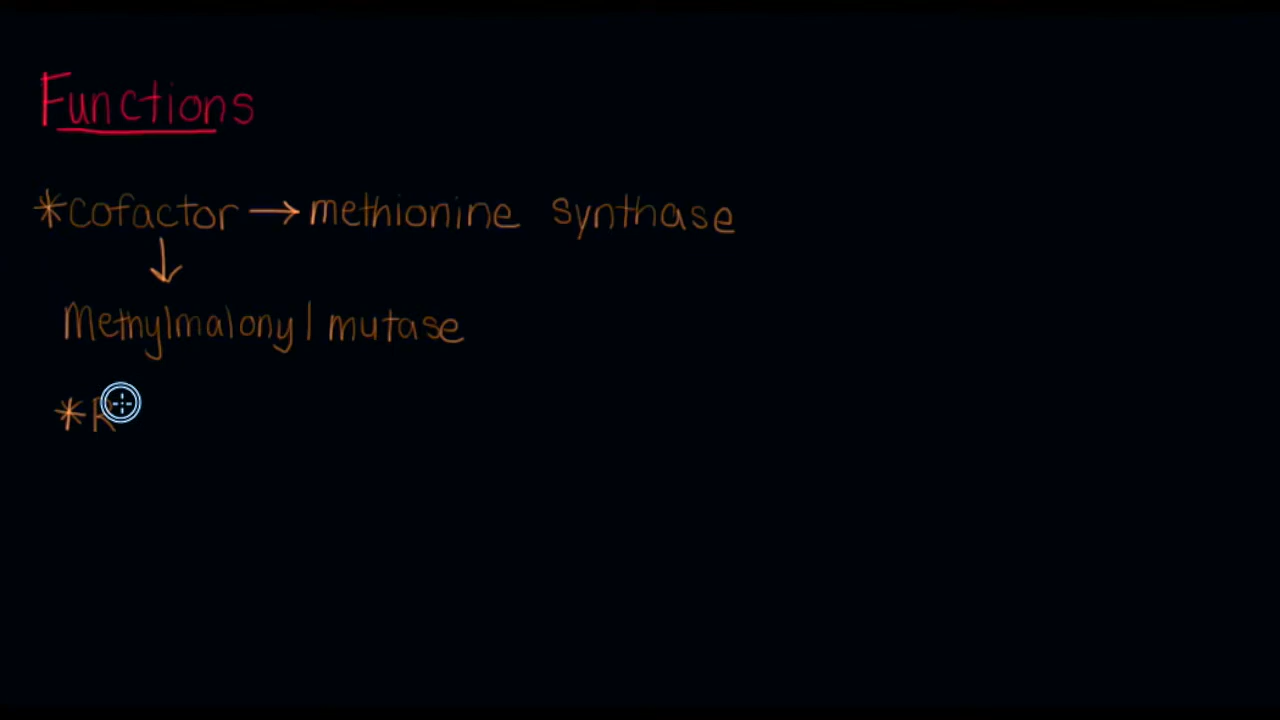 Functions
*cofactor → methionine synthase
↓
Methylmalonyl mutase
*R